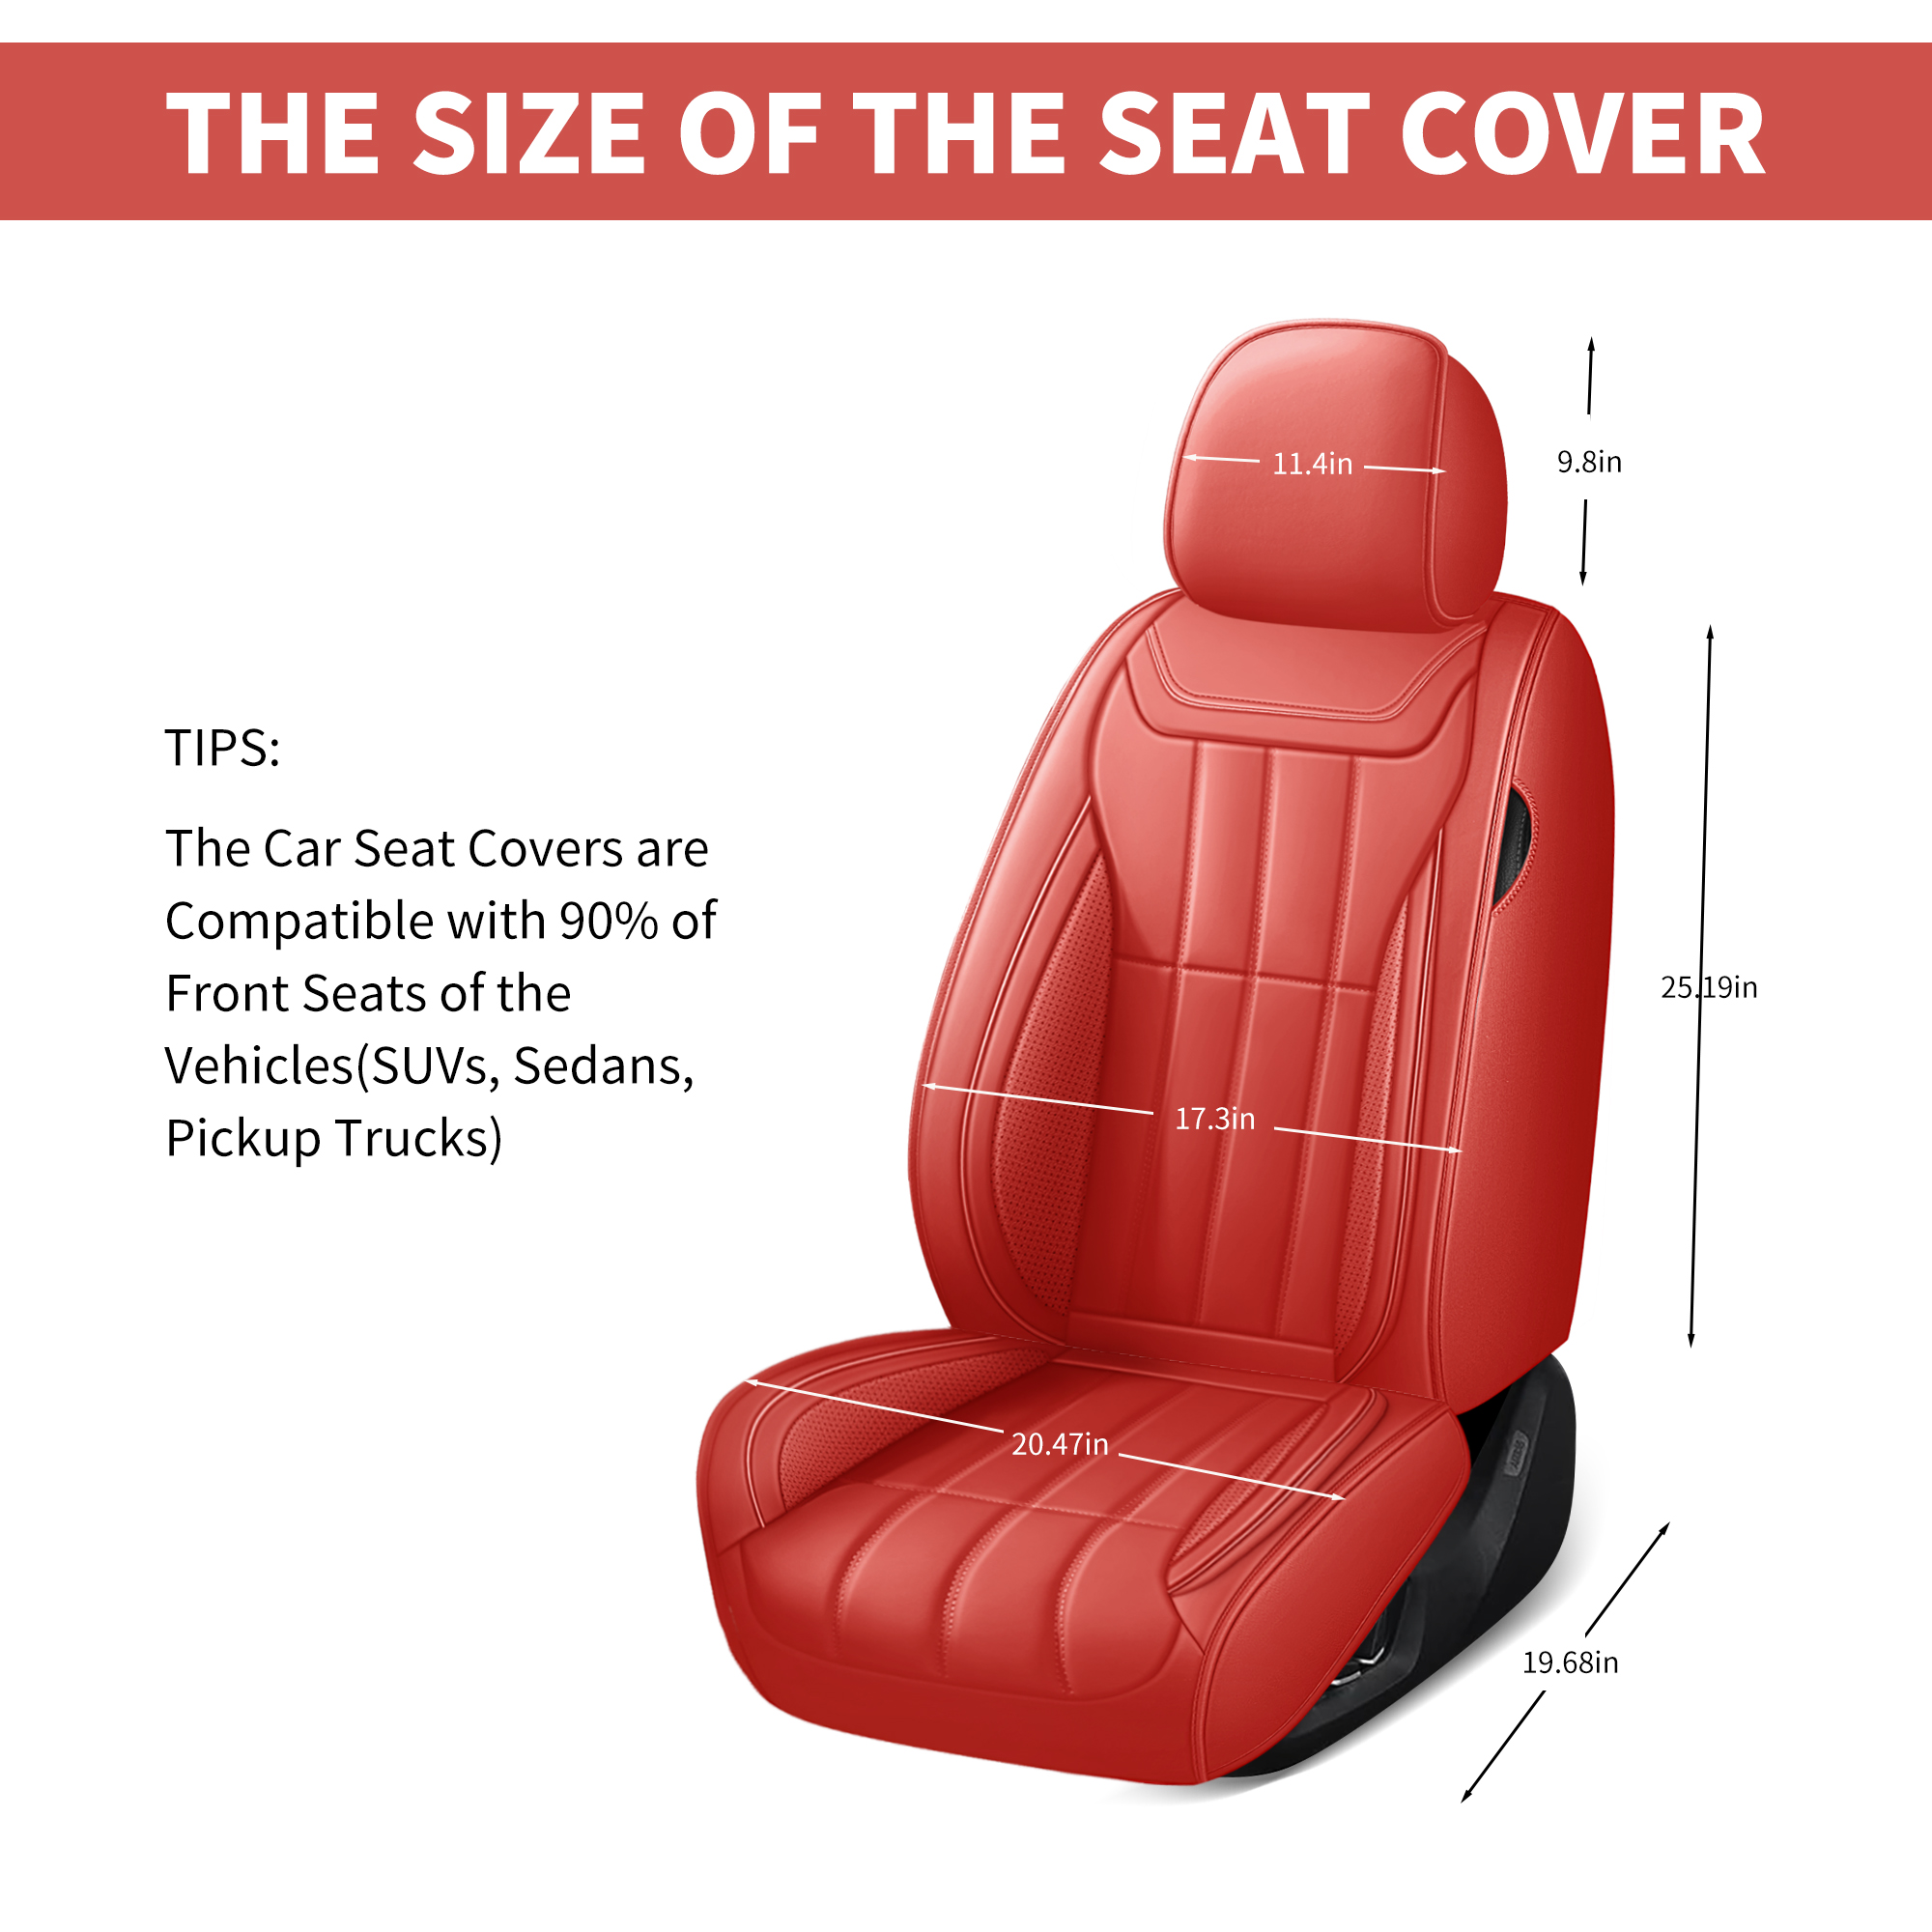 THE SIZE OF THE SEAT COVER
11.4in
9.8in
TIPS:
The Car Seat Covers are
Compatible with 90% of
Front Seats of the
Vehicles(SUVs, Sedans,
Pickup Trucks)
25.19in
17.3in
20.47in
19.68in